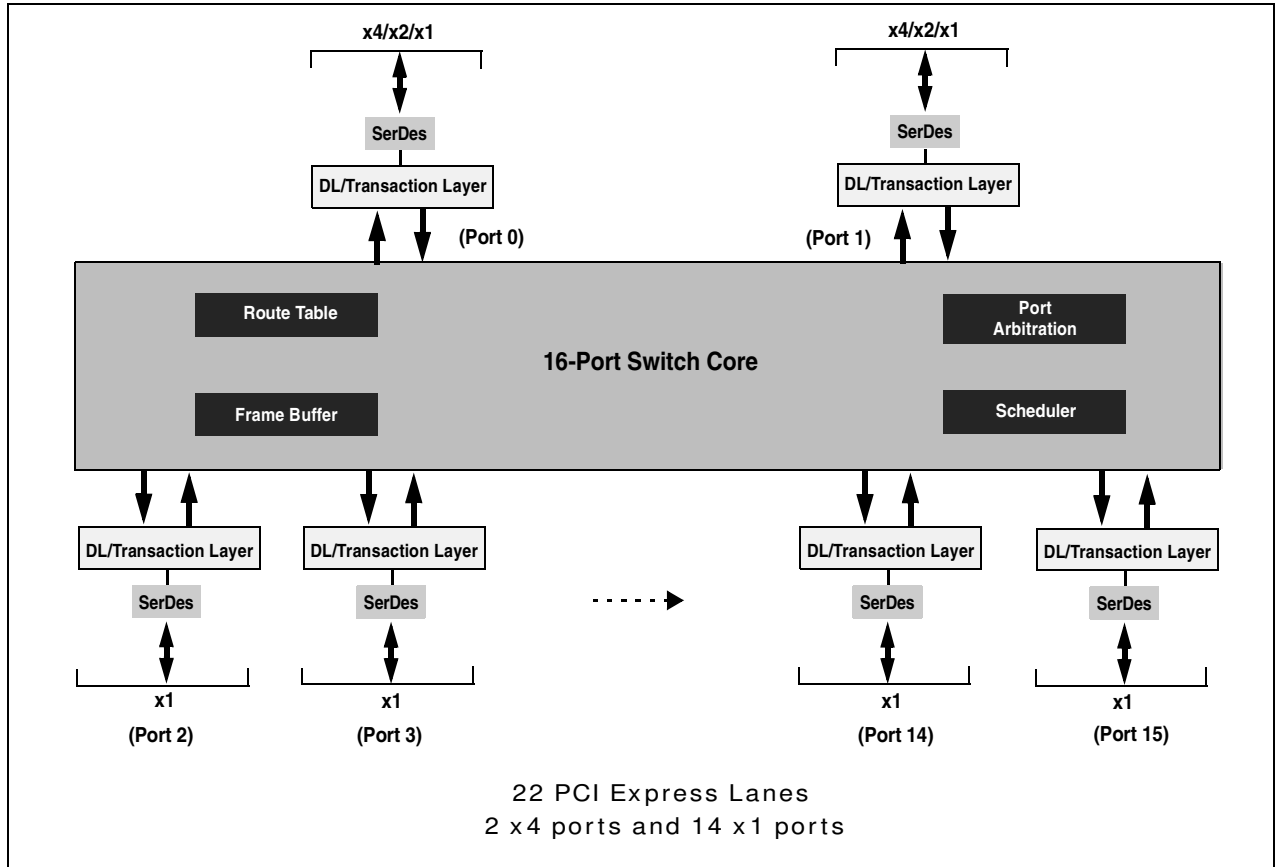 x4/x2/x1
x4/x2/x1
SerDes
SerDes
DL/Transaction Layer
DL/Transaction Layer
(Port 0)
(Port 1)
Route Table
Port
Arbitration
16-Port Switch Core
Frame Buffer
Scheduler
DL/Transaction Layer
DL/Transaction Layer
DL/Transaction Layer
DL/Transaction Layer
SerDes
SerDes
SerDes
SerDes
x1
x1
x1
x1
(Port 2)
(Port 3)
(Port 14)
(Port 15)
22 PCI Express Lanes
2 x4 ports and 14 x1 ports